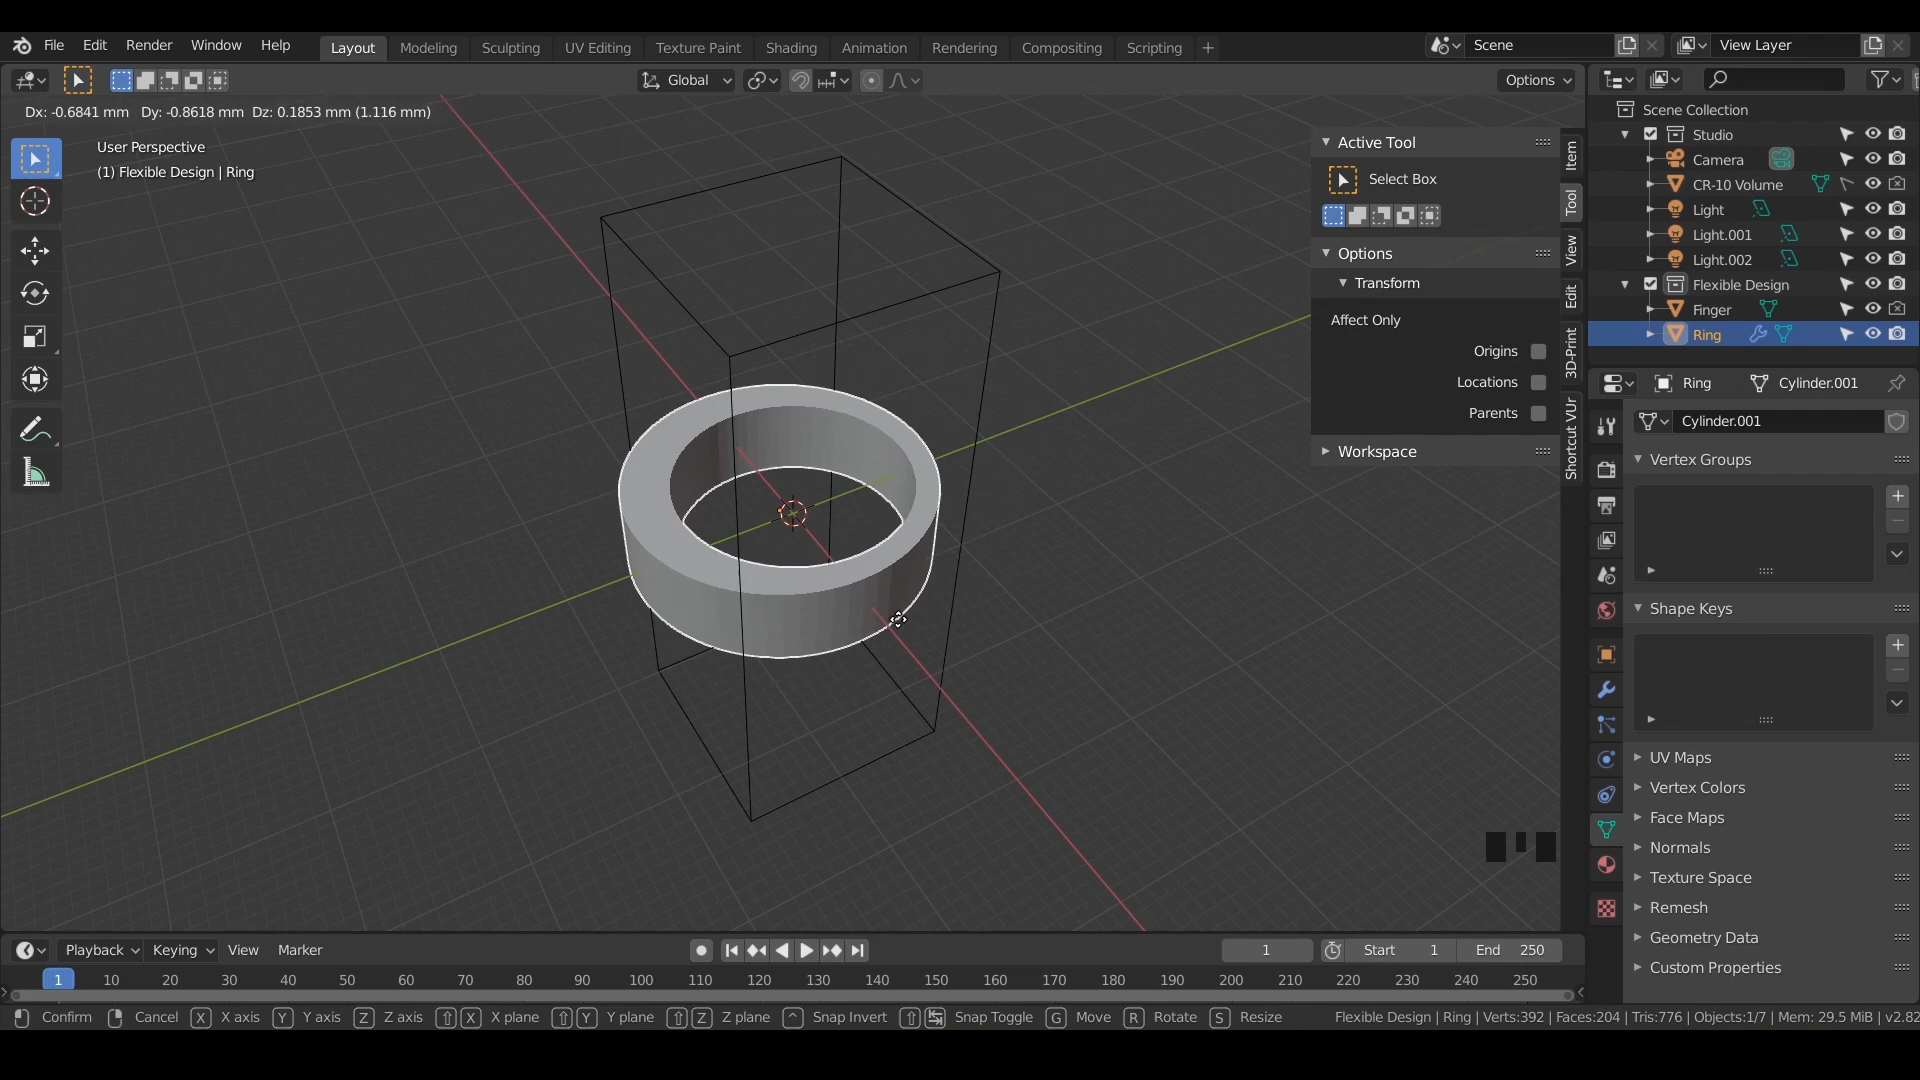 File Edit Render Window Help Layout Modeling Sculpting UV Editing Texture Paint Shading Animation Rendering Compositing Scripting + Scene View Layer
Global Options
Dx: -0.6841 mm Dy: -0.8618 mm Dz: 0.1853 mm (1.116 mm)
User Perspective
(1) Flexible Design | Ring
Active Tool
Select Box
Options
Transform
Affect Only
Origins
Locations
Parents
Workspace
Item
Tool
View
Edit
3D-Print
Shortcut VUr
Scene Collection
Studio
Camera
CR-10 Volume
Light
Light.001
Light.002
Flexible Design
Finger
Ring
Ring Cylinder.001
Cylinder.001
Vertex Groups
Shape Keys
UV Maps
Vertex Colors
Face Maps
Normals
Texture Space
Remesh
Geometry Data
Custom Properties
Playback Keying View Marker 1 Start 1 End 250
1 10 20 30 40 50 60 70 80 90 100 110 120 130 140 150 160 170 180 190 200 210 220 230 240 250
Confirm Cancel X X axis Y Y axis Z Z axis X X plane Y Y plane Z Z plane Snap Invert Snap Toggle G Move R Rotate S Resize Flexible Design | Ring | Verts:392 | Faces:204 | Tris:776 | Objects:1/7 | Mem: 29.5 MiB | v2.82